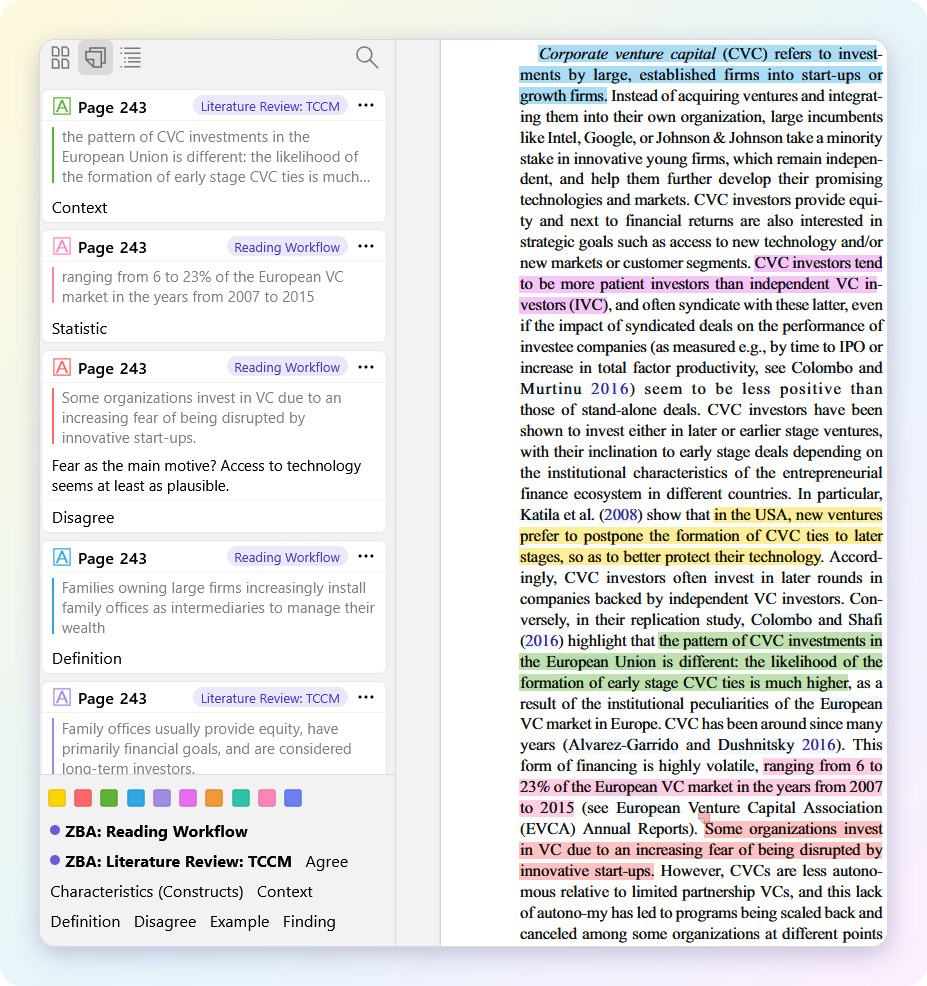 Page 243
Literature Review: TCCM
the pattern of CVC investments in the
European Union is different: the likelihood of
the formation of early stage CVC ties is much...
Context
Page 243
Reading Workflow
ranging from 6 to 23% of the European VC
market in the years from 2007 to 2015
Statistic
Page 243
Reading Workflow
Some organizations invest in VC due to an
increasing fear of being disrupted by
innovative start-ups.
Fear as the main motive? Access to technology
seems at least as plausible.
Disagree
Page 243
Reading Workflow
Families owning large firms increasingly install
family offices as intermediaries to manage their
wealth
Definition
Page 243
Literature Review: TCCM
Family offices usually provide equity, have
primarily financial goals, and are considered
long-term investors.
ZBA: Reading Workflow
ZBA: Literature Review: TCCM Agree
Characteristics (Constructs) Context
Definition Disagree Example Finding
Corporate venture capital (CVC) refers to invest-
ments by large, established firms into start-ups or
growth firms. Instead of acquiring ventures and integrat-
ing them into their own organization, large incumbents
like Intel, Google, or Johnson & Johnson take a minority
stake in innovative young firms, which remain indepen-
dent, and help them further develop their promising
technologies and markets. CVC investors provide equi-
ty and next to financial returns are also interested in
strategic goals such as access to new technology and/or
new markets or customer segments. CVC investors tend
to be more patient investors than independent VC in-
vestors (IVC), and often syndicate with these latter, even
if the impact of syndicated deals on the performance of
investee companies (as measured e.g., by time to IPO or
increase in total factor productivity, see Colombo and
Murtinu 2016) seem to be less positive than
those of stand-alone deals. CVC investors have been
shown to invest either in later or earlier stage ventures,
with their inclination to early stage deals depending on
the institutional characteristics of the entrepreneurial
finance ecosystem in different countries. In particular,
Katila et al. (2008) show that in the USA, new ventures
prefer to postpone the formation of CVC ties to later
stages, so as to better protect their technology. Accord-
ingly, CVC investors often invest in later rounds in
companies backed by independent VC investors. Con-
versely, in their replication study, Colombo and Shafi
(2016) highlight that the pattern of CVC investments in
the European Union is different: the likelihood of the
formation of early stage CVC ties is much higher, as a
result of the institutional peculiarities of the European
VC market in Europe. CVC has been around since many
years (Alvarez-Garrido and Dushnitsky 2016). This
form of financing is highly volatile, ranging from 6 to
23% of the European VC market in the years from 2007
to 2015 (see European Venture Capital Association
(EVCA) Annual Reports). Some organizations invest
in VC due to an increasing fear of being disrupted by
innovative start-ups. However, CVCs are less autono-
mous relative to limited partnership VCs, and this lack
of autono-my has led to programs being scaled back and
canceled among some organizations at different points